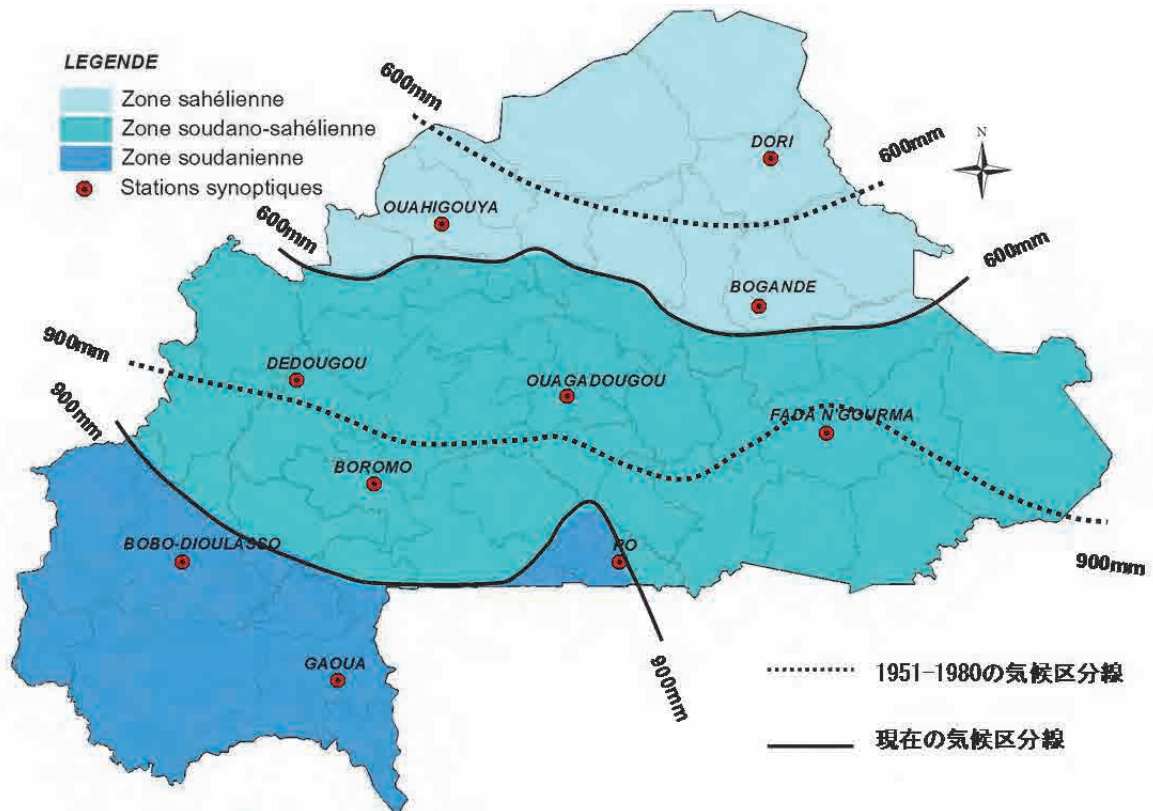 LEGENDE
Zone sahélienne
Zone soudano-sahélienne
Zone soudanienne
Stations synoptiques
600mm
600mm
N
DORI
OUAHIGOUYA
600mm
600mm
BOGANDE
900mm
900mm
DEDOUGOU
OUAGADOUGOU
FADA N'GOURMA
BOROMO
BOBO-DIOULASSO
PO
900mm
GAOUA
900mm
1951-1980の気候区分線
現在の気候区分線